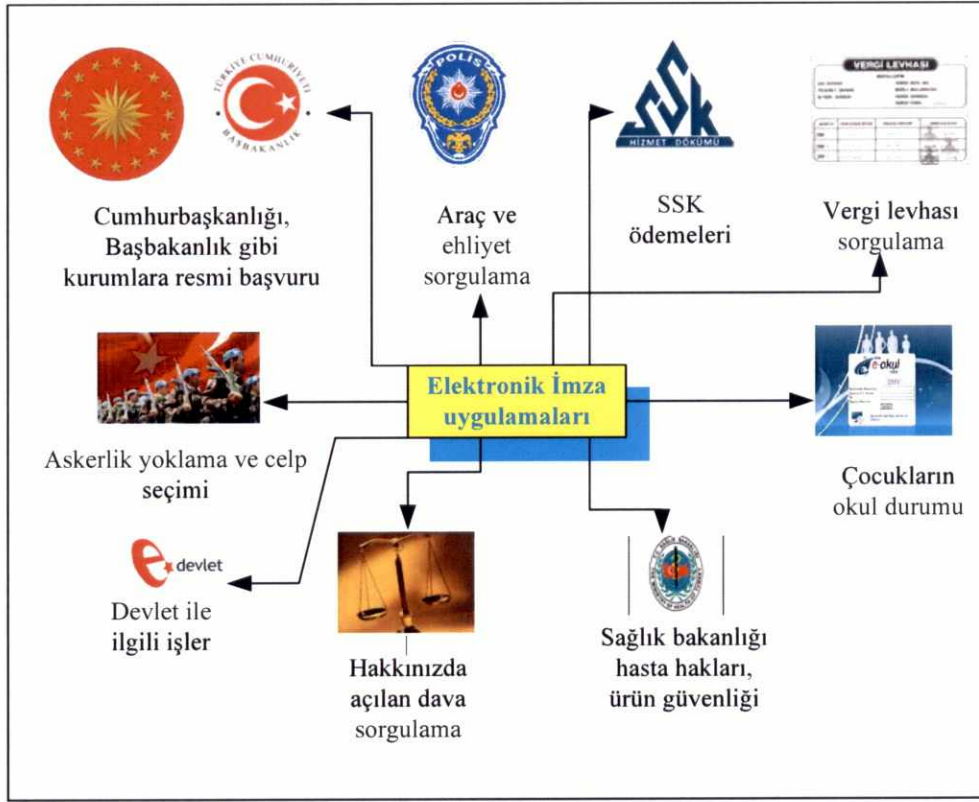 TÜRKİYE CUMHURİYETİ
BAŞBAKANLIK
POLİS
SSK
HİZMET DÖKÜMÜ
VERGİ LEVHASI
Cumhurbaşkanlığı,
Başbakanlık gibi
kurumlara resmi başvuru
Araç ve
ehliyet
sorgulama
SSK
ödemeleri
Vergi levhası
sorgulama
Elektronik İmza
uygulamaları
e-okul
Askerlik yoklama ve celp
seçimi
Çocukların
okul durumu
e devlet
Devlet ile
ilgili işler
Hakkınızda
açılan dava
sorgulama
Sağlık bakanlığı
hasta hakları,
ürün güvenliği